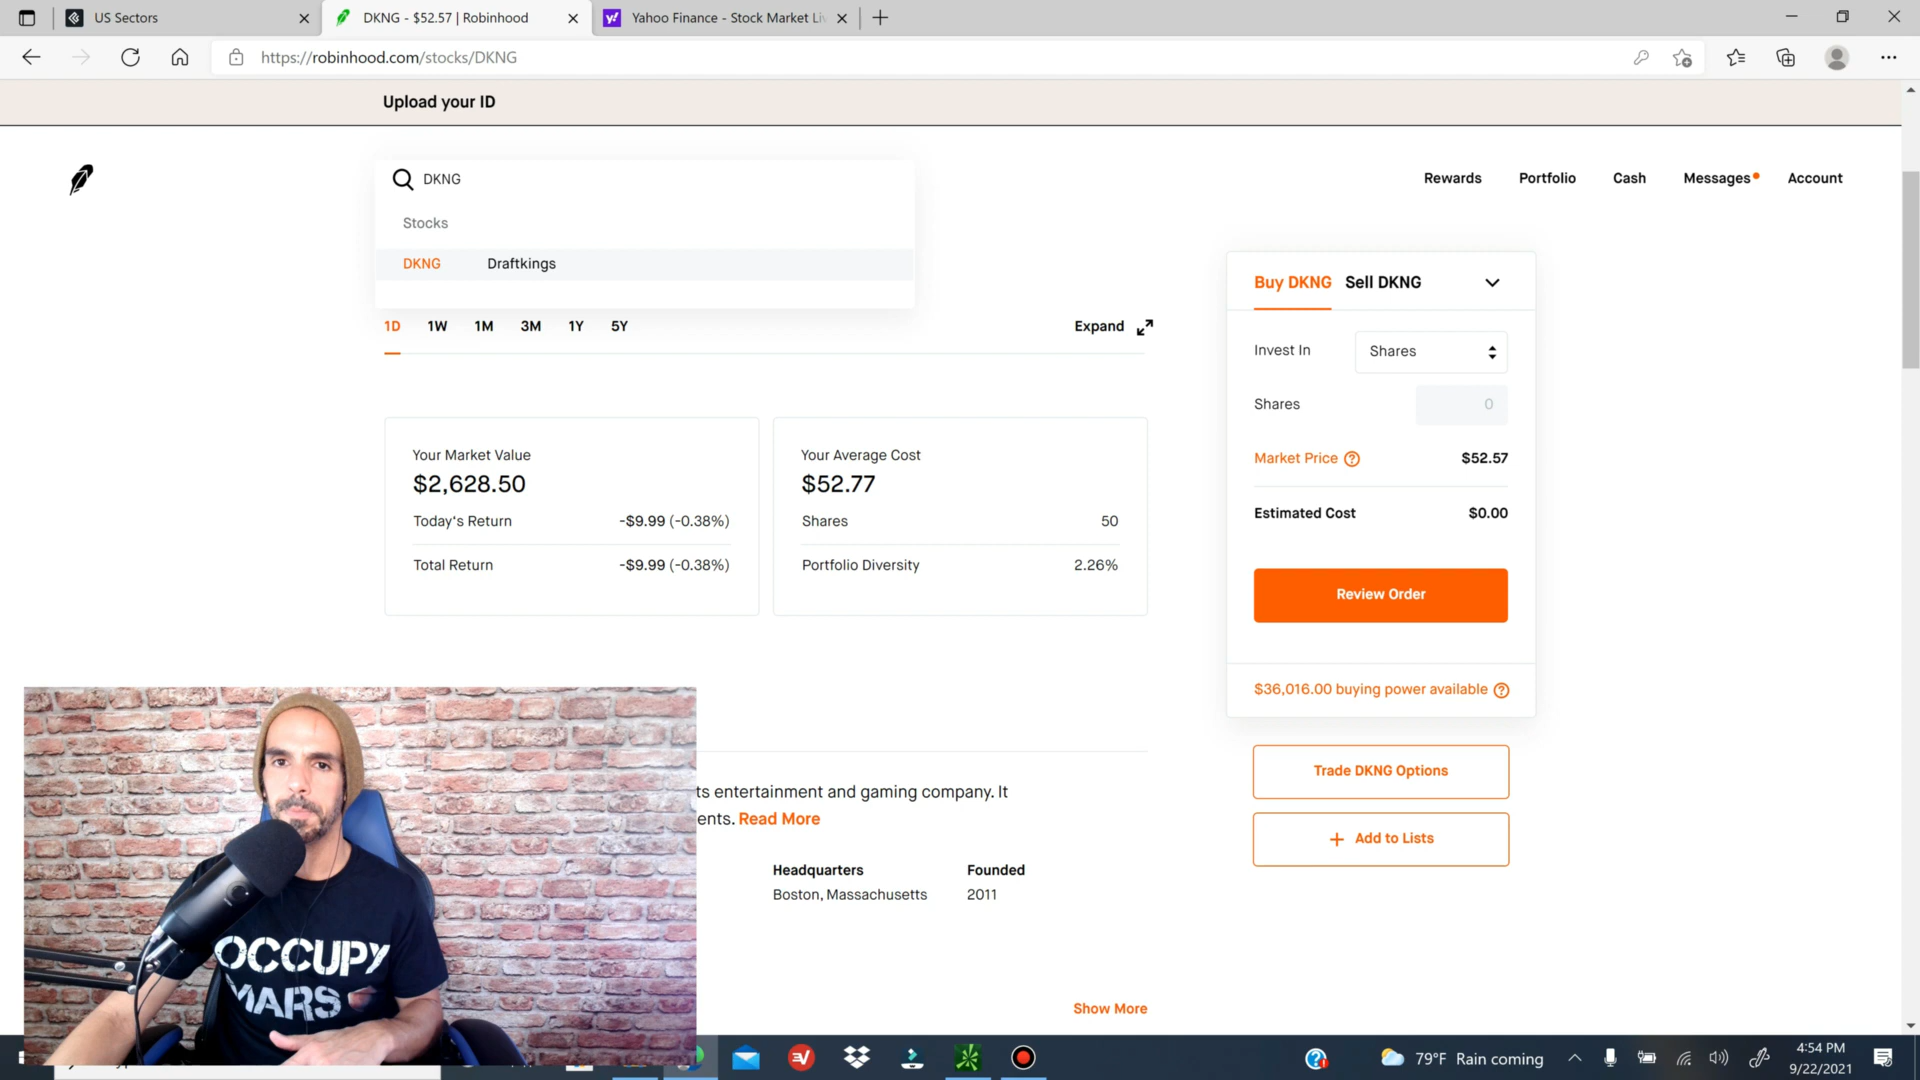 US Sectors
DKNG - $52.57 | Robinhood
Yahoo Finance - Stock Market Liv
https://robinhood.com/stocks/DKNG
Upload your ID
DKNG
Rewards
Portfolio
Cash
Messages
Account
Stocks
DKNG Draftkings
1D 1W 1M 3M 1Y 5Y
Expand
Buy DKNG Sell DKNG
Invest In Shares
Shares 0
Market Price $52.57
Estimated Cost $0.00
Review Order
$36,016.00 buying power available
Trade DKNG Options
Add to Lists
Your Market Value
$2,628.50
Today's Return -$9.99 (-0.38%)
Total Return -$9.99 (-0.38%)
Your Average Cost
$52.77
Shares 50
Portfolio Diversity 2.26%
ts entertainment and gaming company. It
ents. Read More
Headquarters
Boston, Massachusetts
Founded
2011
Show More
OCCUPY
MARS
79°F Rain coming
4:54 PM
9/22/2021